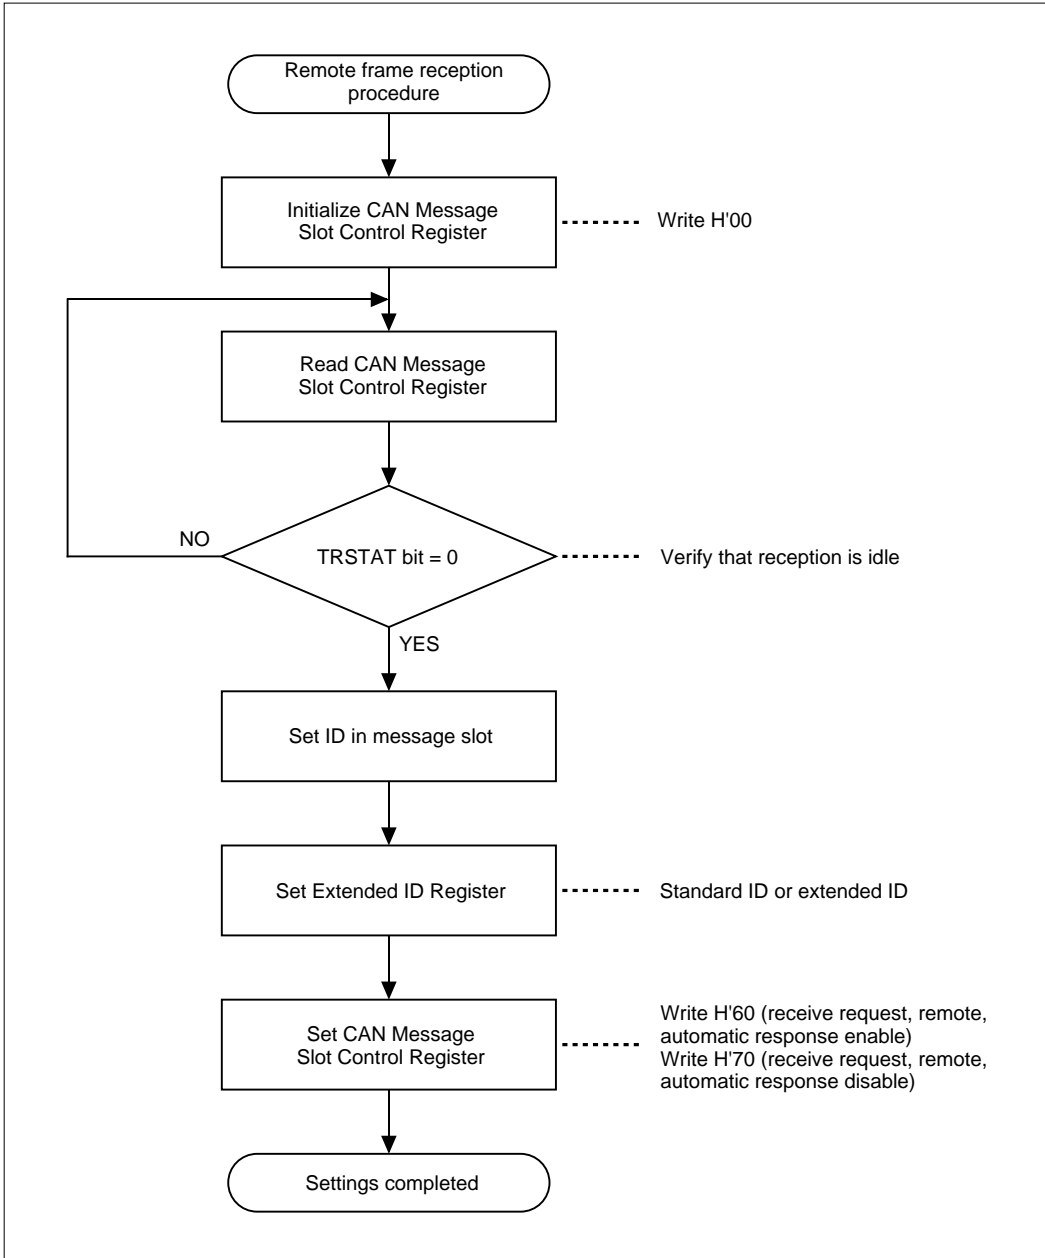 Remote frame reception
procedure
Initialize CAN Message
Slot Control Register
Write H'00
Read CAN Message
Slot Control Register
NO
TRSTAT bit = 0
Verify that reception is idle
YES
Set ID in message slot
Set Extended ID Register
Standard ID or extended ID
Set CAN Message
Slot Control Register
Write H'60 (receive request, remote,
automatic response enable)
Write H'70 (receive request, remote,
automatic response disable)
Settings completed